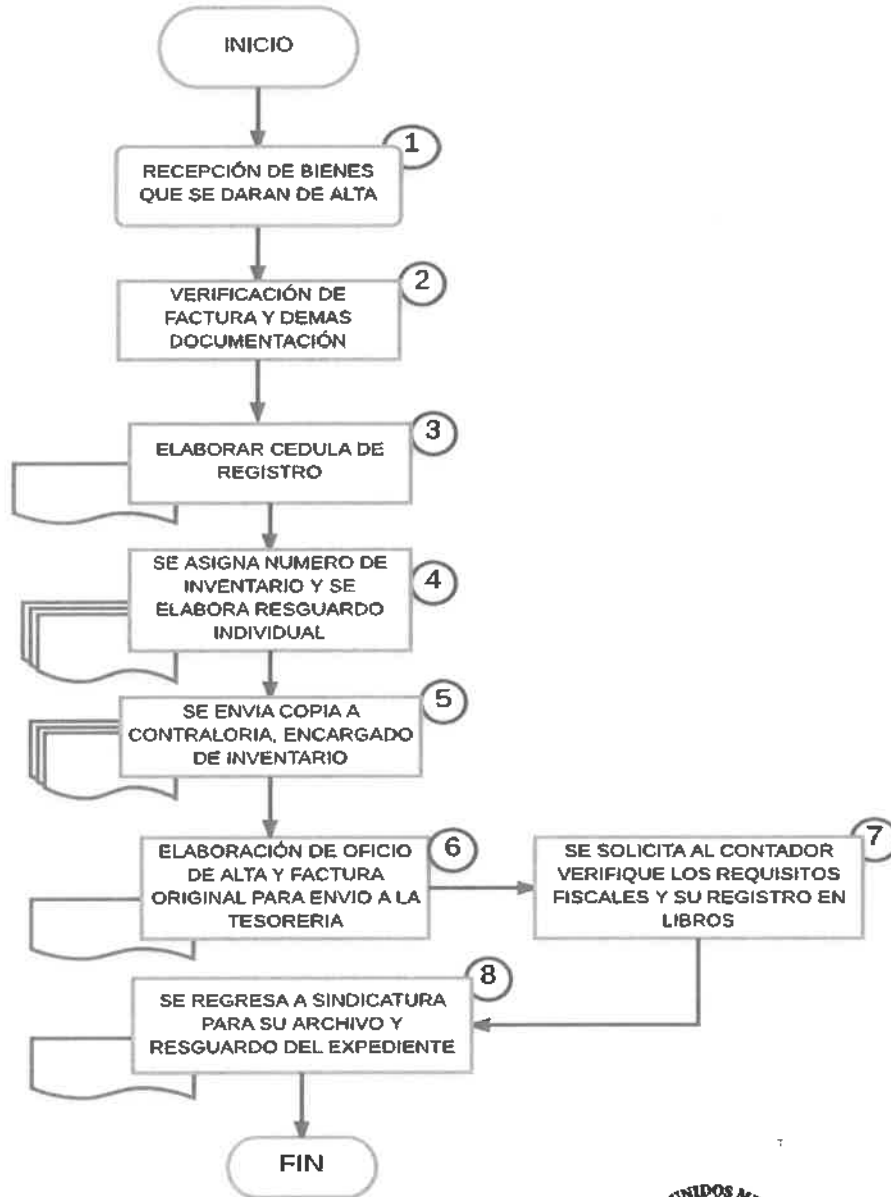 INICIO
1
RECEPCIÓN DE BIENES
QUE SE DARAN DE ALTA
2
VERIFICACIÓN DE
FACTURA Y DEMAS
DOCUMENTACIÓN
3
ELABORAR CEDULA DE
REGISTRO
4
SE ASIGNA NUMERO DE
INVENTARIO Y SE
ELABORA RESGUARDO
INDIVIDUAL
5
SE ENVIA COPIA A
CONTRALORIA, ENCARGADO
DE INVENTARIO
6
ELABORACIÓN DE OFICIO
DE ALTA Y FACTURA
ORIGINAL PARA ENVIO A LA
TESORERIA
7
SE SOLICITA AL CONTADOR
VERIFIQUE LOS REQUISITOS
FISCALES Y SU REGISTRO EN
LIBROS
8
SE REGRESA A SINDICATURA
PARA SU ARCHIVO Y
RESGUARDO DEL EXPEDIENTE
FIN